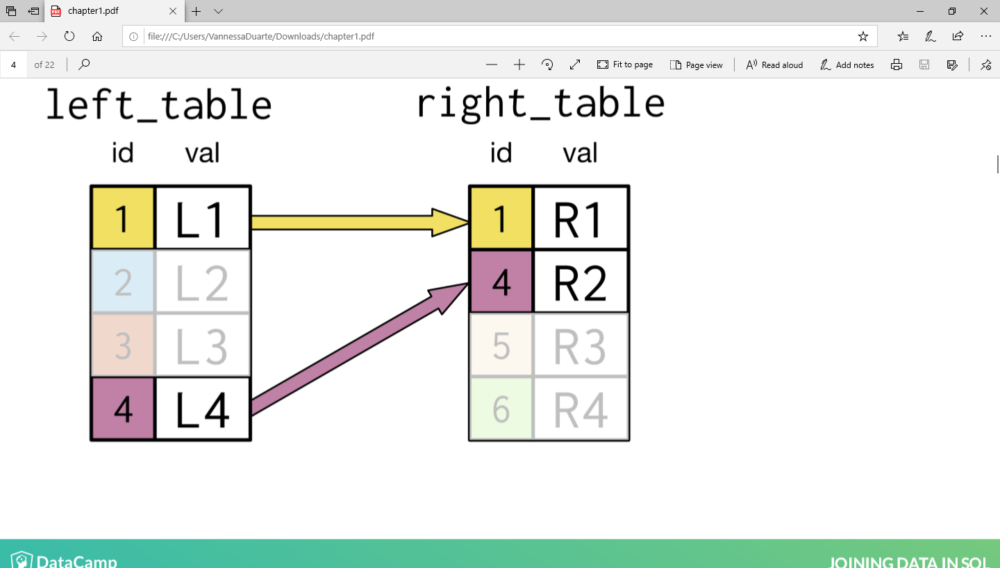 chapter1.pdf
file:///C:/Users/VannessaDuarte/Downloads/chapter1.pdf
4 of 22 Fit to page Page view Read aloud Add notes
left_table right_table
id val id val
1 L1 1 R1
2 L2 4 R2
3 L3 5 R3
4 L4 6 R4
DataCamp JOINING DATA IN SQL